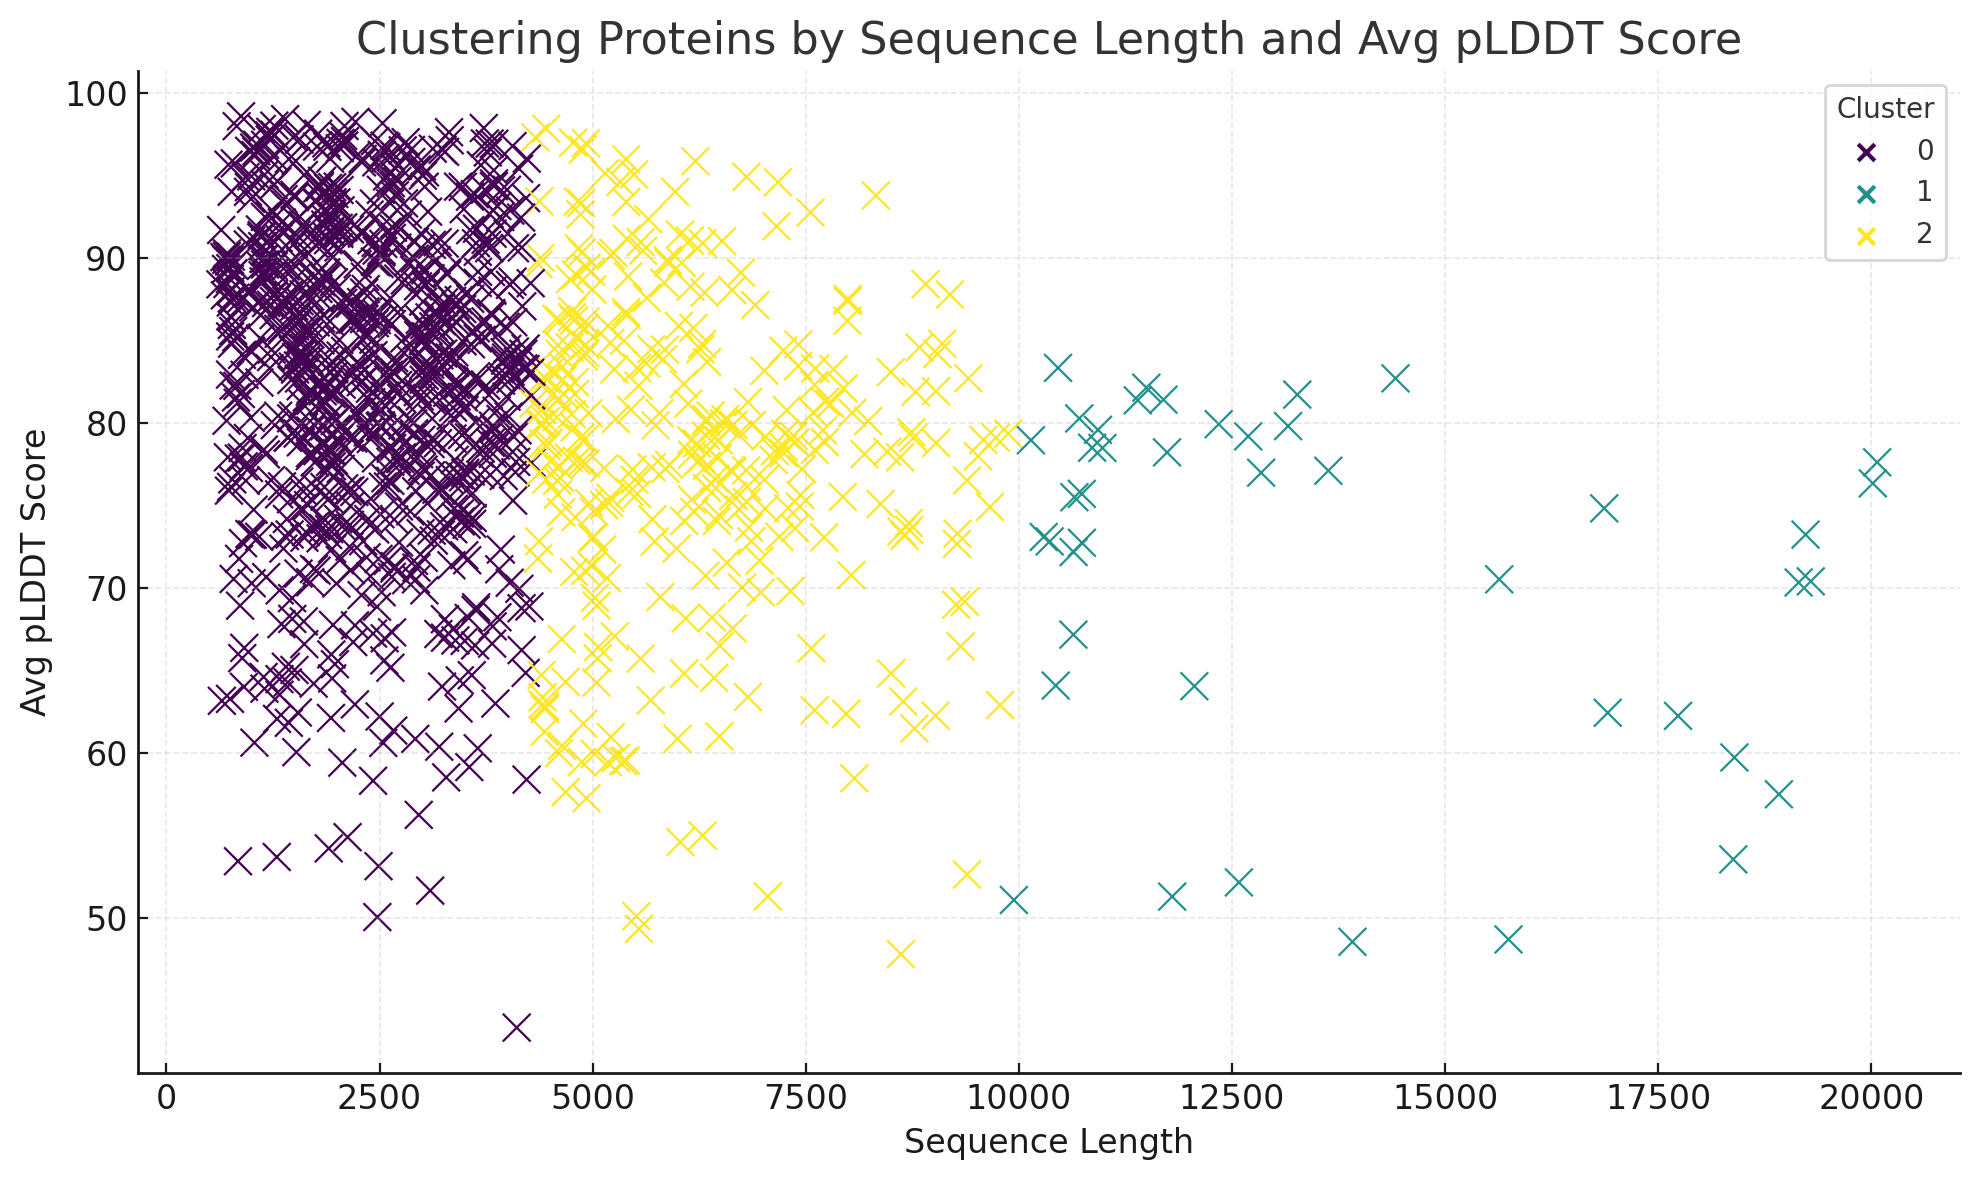 Clustering Proteins by Sequence Length and Avg pLDDT Score
Avg pLDDT Score
100
90
80
70
60
50
Cluster
0
1
2
0 2500 5000 7500 10000 12500 15000 17500 20000
Sequence Length